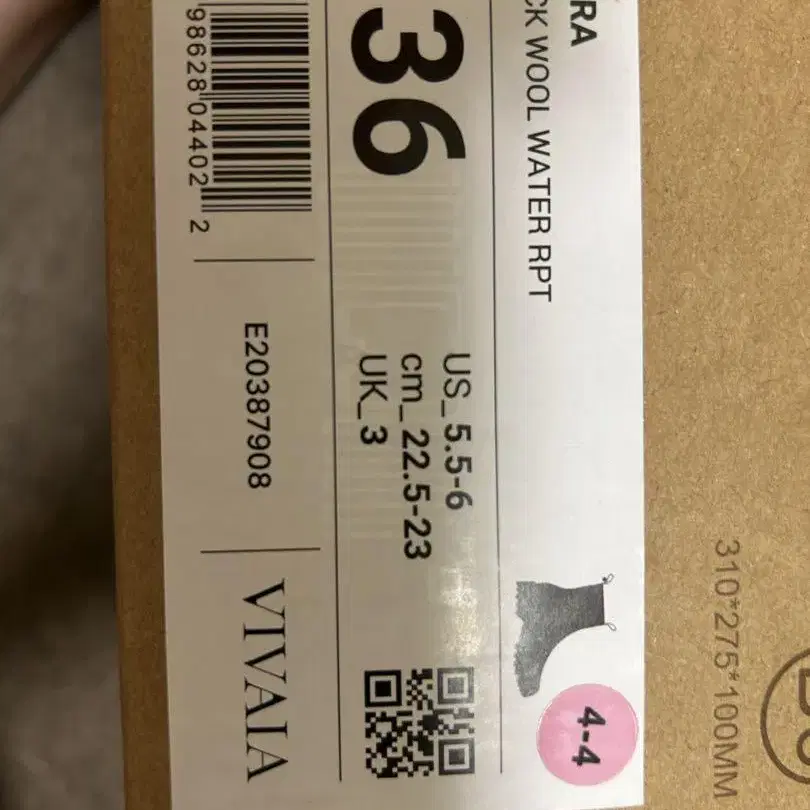 RA
CK WOOL WATER RPT
36
US_5.5-6
cm_22.5-23
UK_3
4-4
98628 04402 2
E20387908
VIVAIA
310*275*100MM